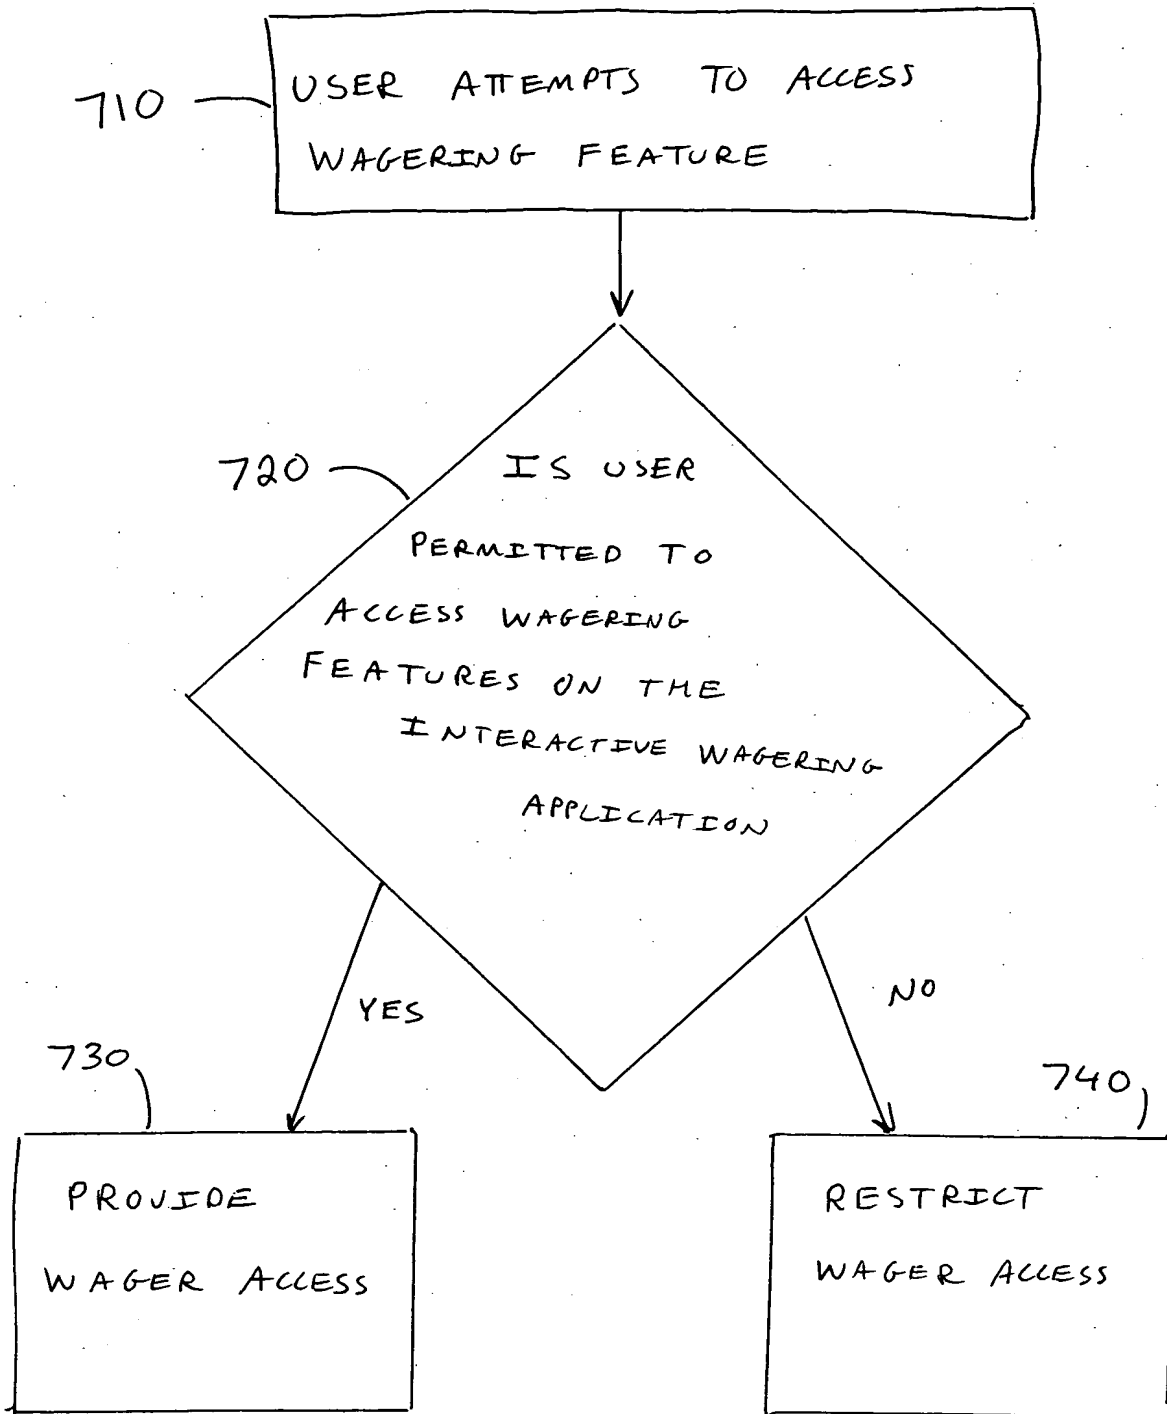 710
USER ATTEMPTS TO ACCESS
WAGERING FEATURE
720
IS USER
PERMITTED TO
ACCESS WAGERING
FEATURES ON THE
INTERACTIVE WAGERING
APPLICATION
YES
NO
730
740
PROVIDE
WAGER ACCESS
RESTRICT
WAGER ACCESS